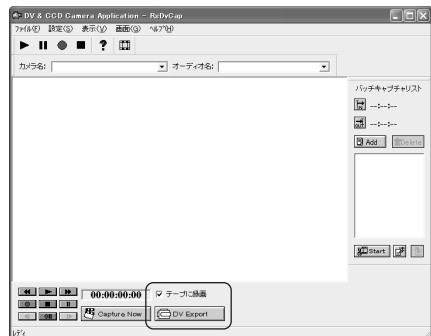 DV & CCD Camera Application - RxDvCap
ファイル(F) 設定(S) 表示(V) 画面(G) ヘルプ(H)
カメラ名: オーディオ名:
バッチキャプチャリスト
IN --:--:--
OUT --:--:--
Add Delete
Start
00:00:00:00 テープに録画
Capture Now DV Export
レディ